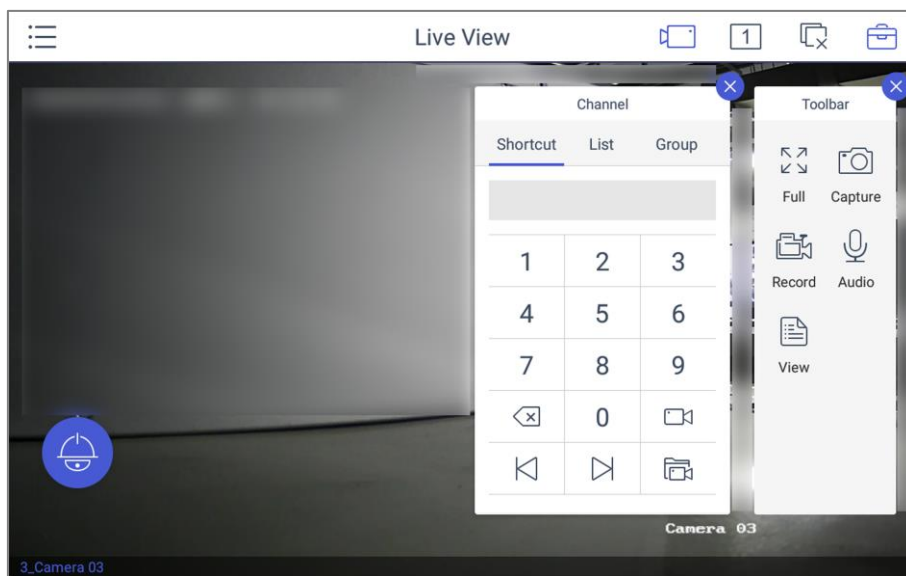 Live View
1
Channel
Toolbar
Shortcut List Group
Full Capture
1 2 3
Record Audio
4 5 6
View
7 8 9
0
Camera 03
3_Camera 03